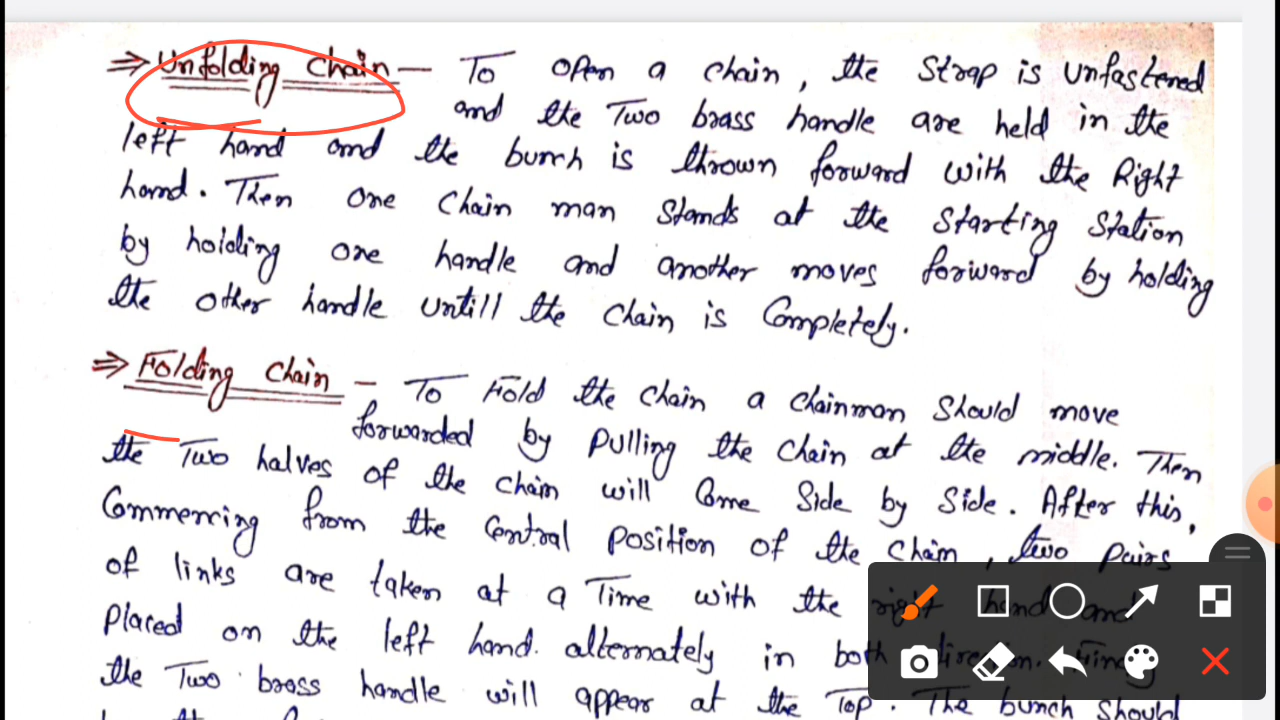 ⇒ Unfolding Chain — To open a chain, the strap is unfastened
and the Two brass handle are held in the
left hand and the bunch is thrown forward with the Right
hand. Then one chain man stands at the starting station
by holding one handle and another moves forward by holding
the other handle untill the chain is Completely.
⇒ Folding Chain — To Fold the chain a chainman should move
forwarded by pulling the chain at the middle. Then
the Two halves of the chain will Come Side by Side. After this,
Commencing from the Central position of the chain, two pairs
of links are taken at a Time with the right hand and
placed on the left hand alternately in both direction. Finaly
the Two brass handle will appear at the Top. The bunch should